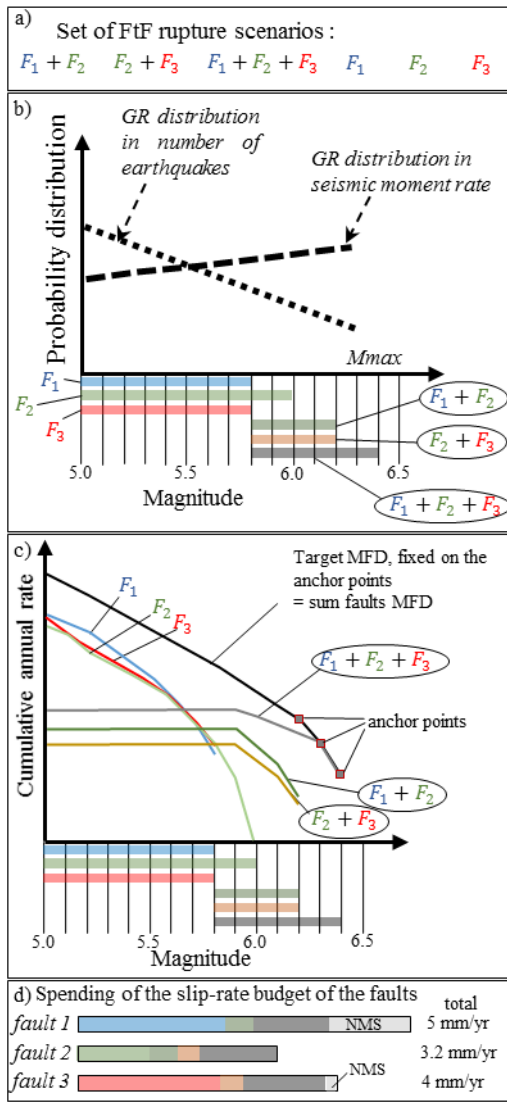 a)
Set of FtF rupture scenarios :
F₁ + F₂ F₂ + F₃ F₁ + F₂ + F₃ F₁ F₂ F₃
b)
GR distribution
in number of
earthquakes
GR distribution in
seismic moment rate
Probability distribution
Mmax
F₁
F₂
F₃
F₁ + F₂
F₂ + F₃
F₁ + F₂ + F₃
5.0 5.5 6.0 6.5
Magnitude
c)
Target MFD, fixed on the
anchor points
= sum faults MFD
F₁
F₂
F₃
F₁ + F₂ + F₃
anchor points
Cumulative annual rate
F₁ + F₂
F₂ + F₃
5.0 5.5 6.0 6.5
Magnitude
d) Spending of the slip-rate budget of the faults
total
fault 1 NMS 5 mm/yr
fault 2 3.2 mm/yr
NMS
fault 3 4 mm/yr